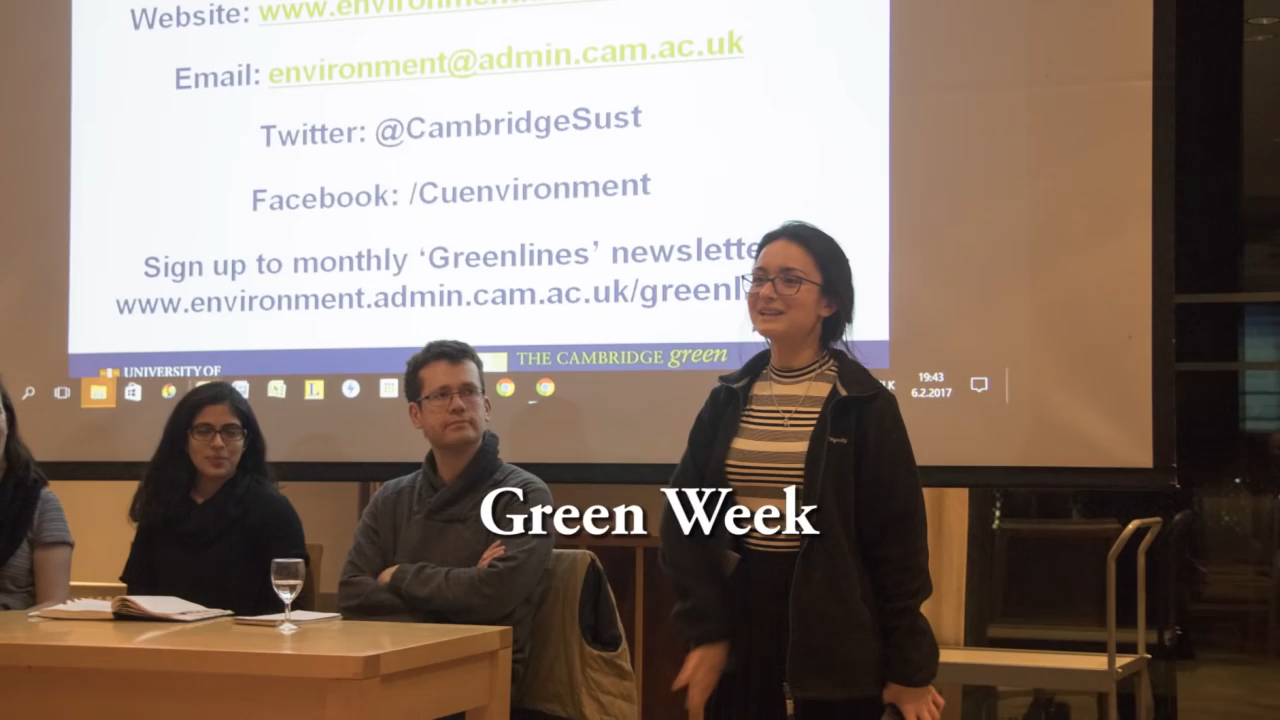 Website: www.environment.
Email: environment@admin.cam.ac.uk
Twitter: @CambridgeSust
Facebook: /Cuenvironment
Sign up to monthly ‘Greenlines’ newslette
www.environment.admin.cam.ac.uk/greenl
UNIVERSITY OF
THE CAMBRIDGE green
19:43
6.2.2017
Green Week